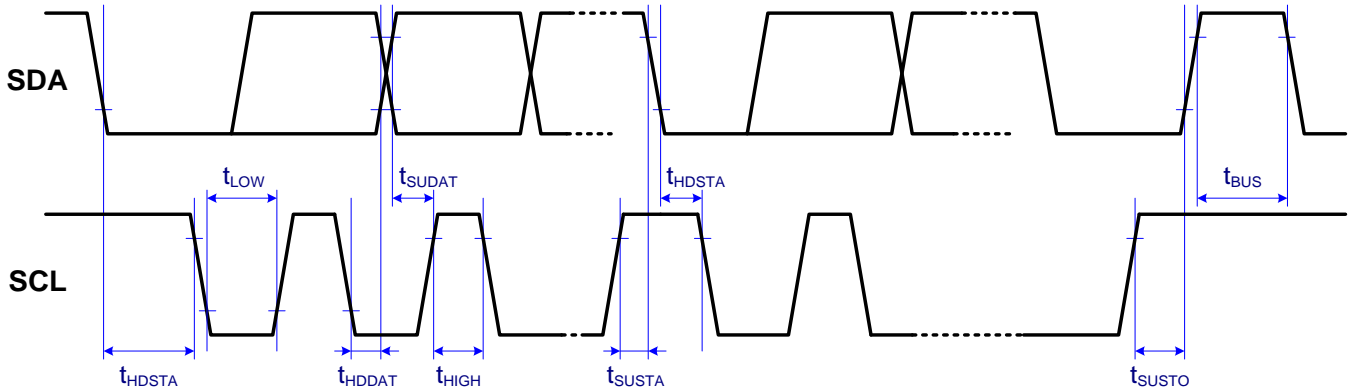 SDA
tLOW
tSUDAT
tHDSTA
tBUS
SCL
tHDSTA
tHDDAT
tHIGH
tSUSTA
tSUSTO